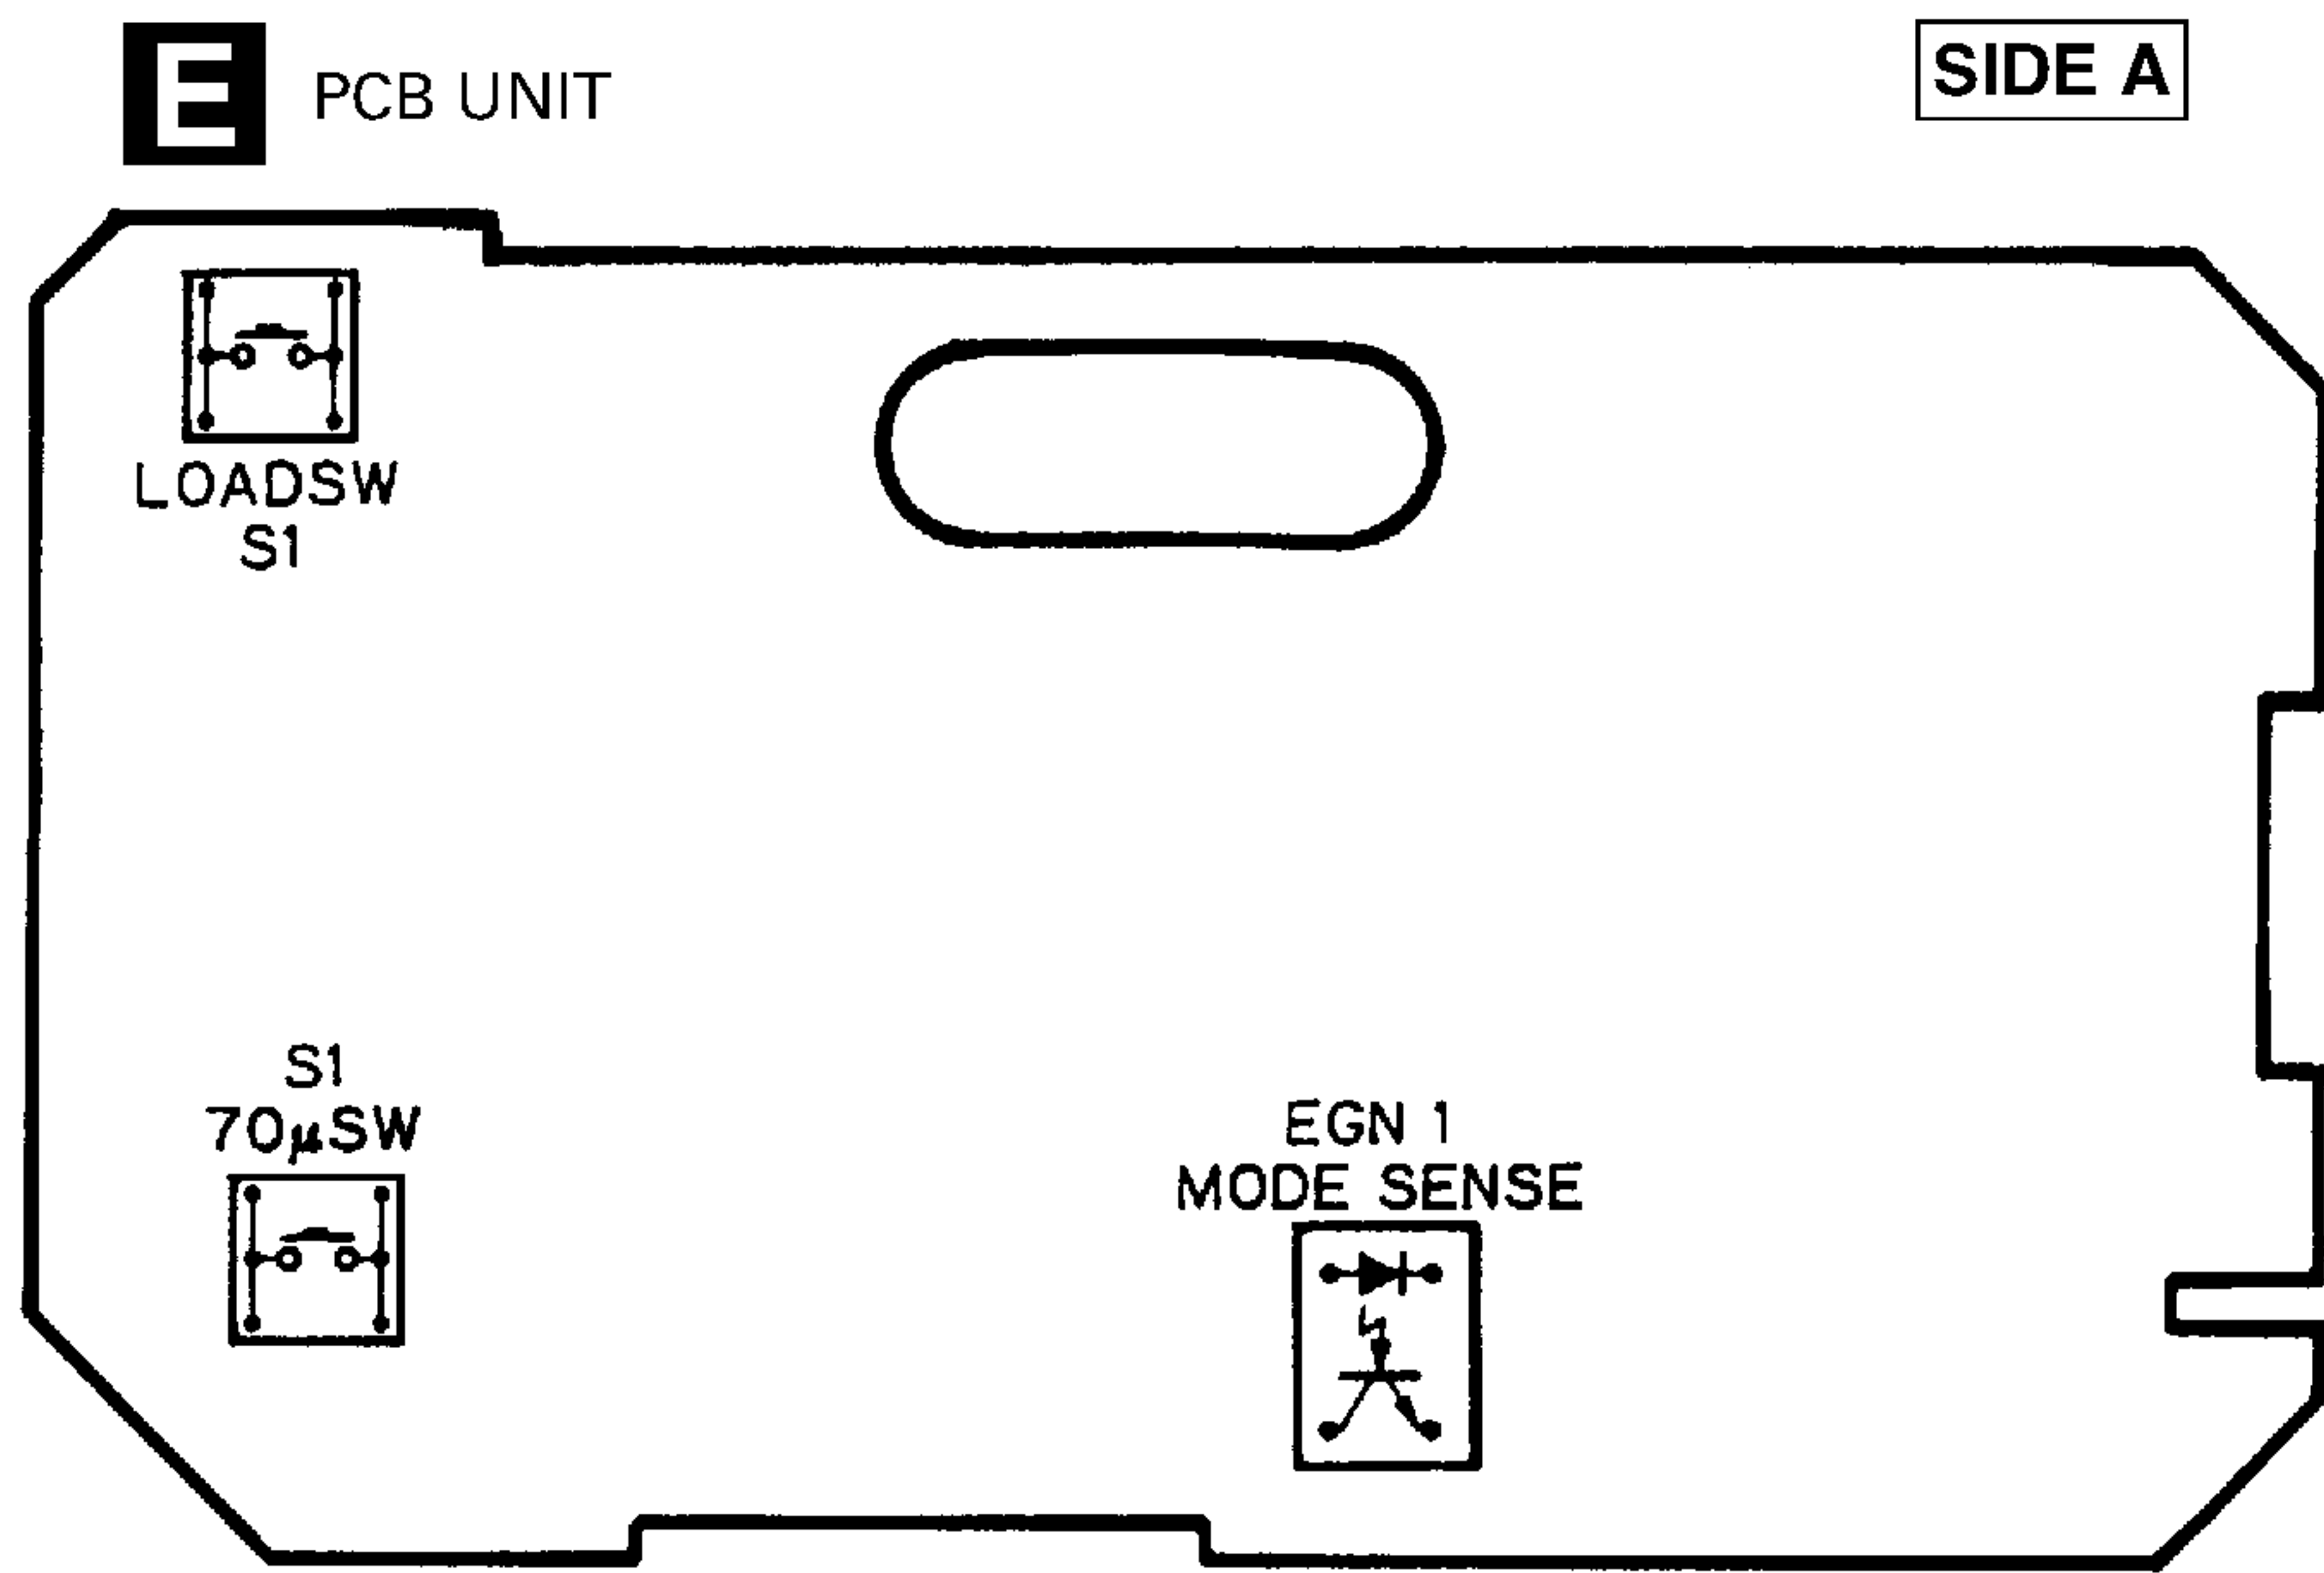 E PCB UNIT
SIDE A
LOADSW
S1
S1
70μSW
EGN 1
MODE SENSE